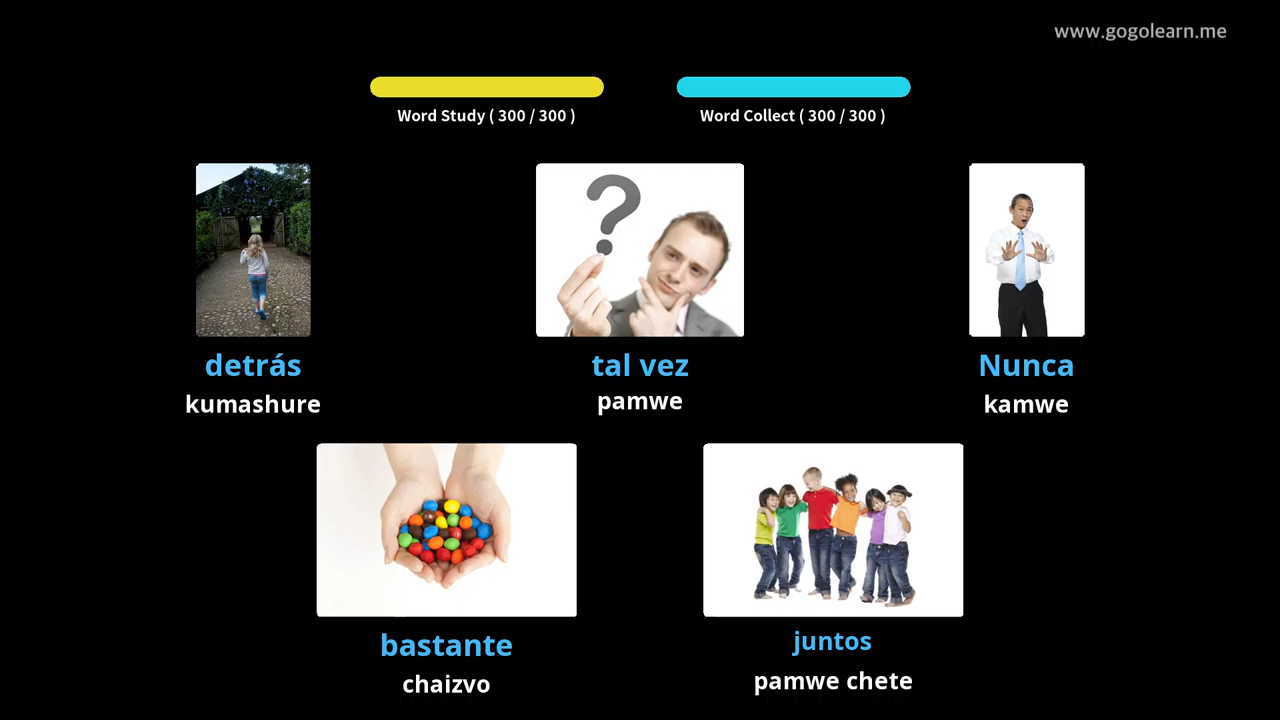 www.gogolearn.me
Word Study ( 300 / 300 )
Word Collect ( 300 / 300 )
detrás
kumashure
tal vez
pamwe
Nunca
kamwe
bastante
chaizvo
juntos
pamwe chete